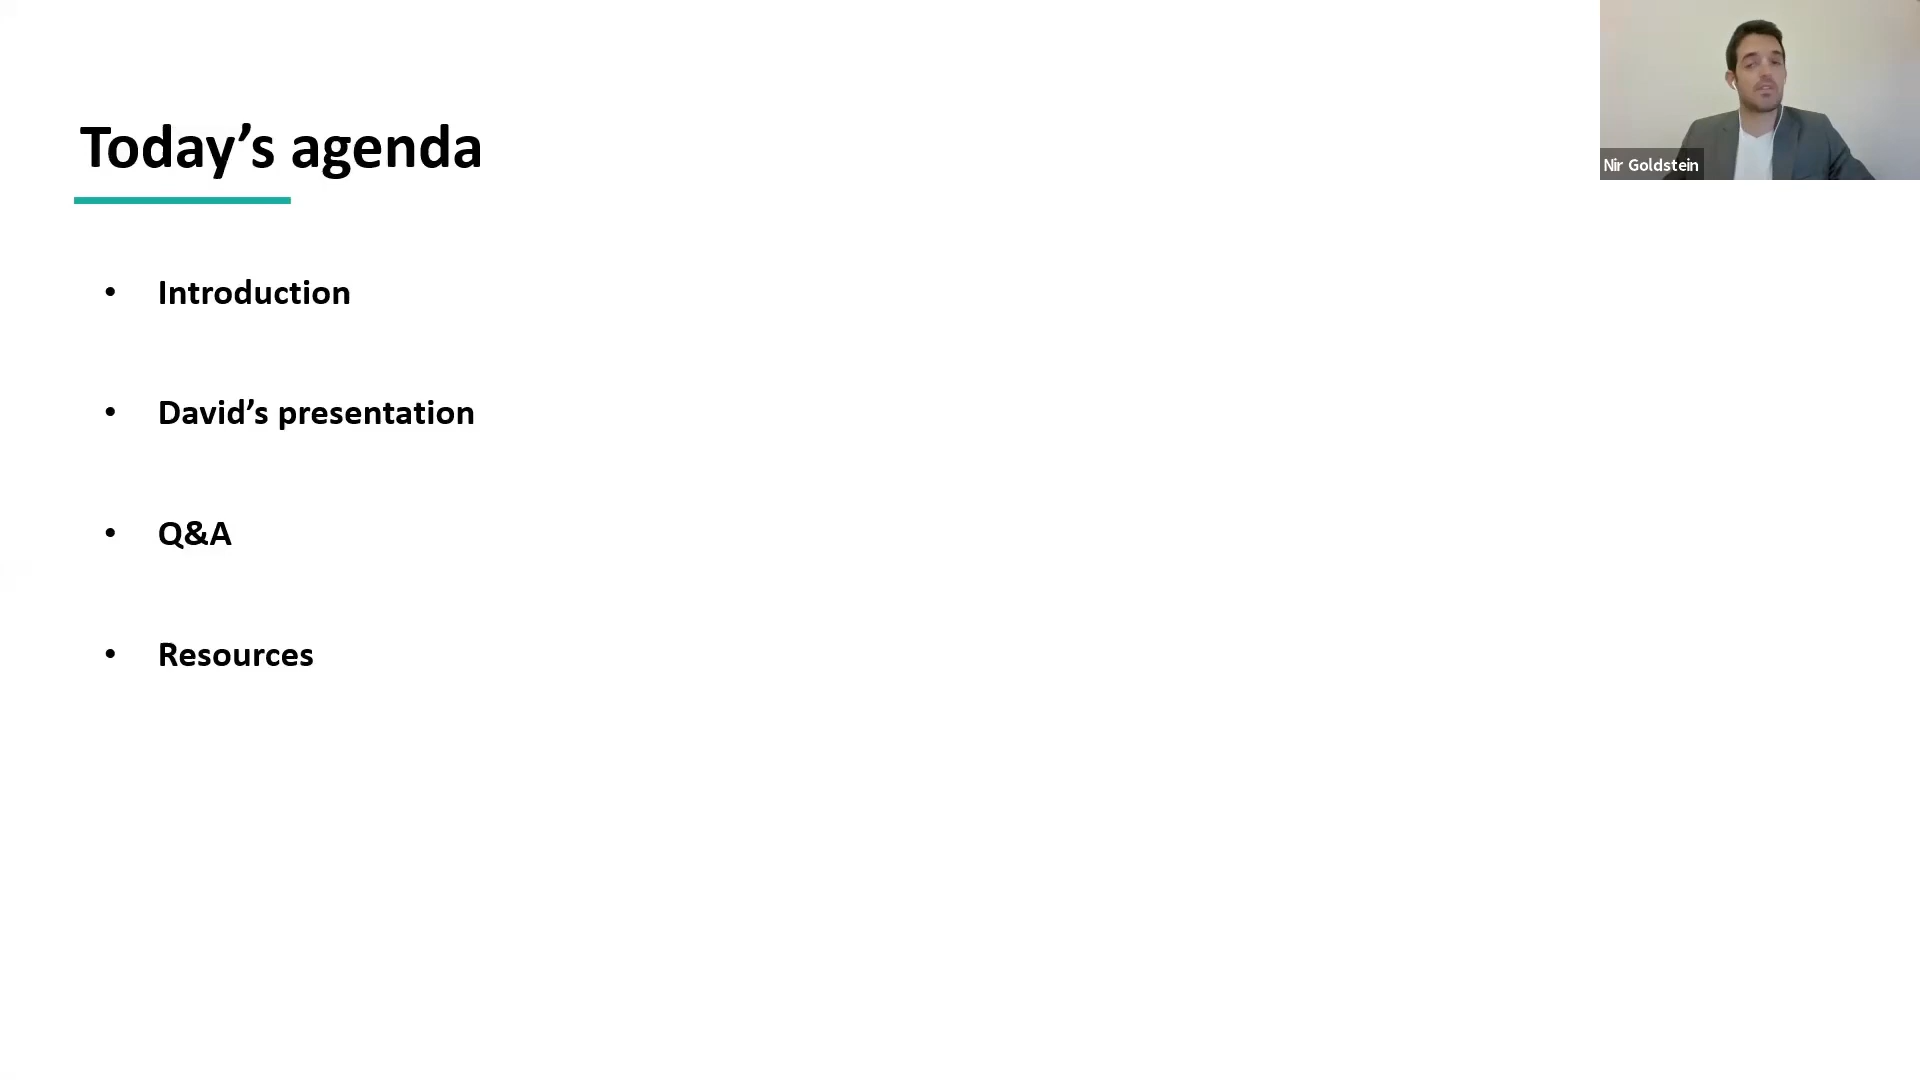 Today’s agenda
• Introduction
• David’s presentation
• Q&A
• Resources
Nir Goldstein